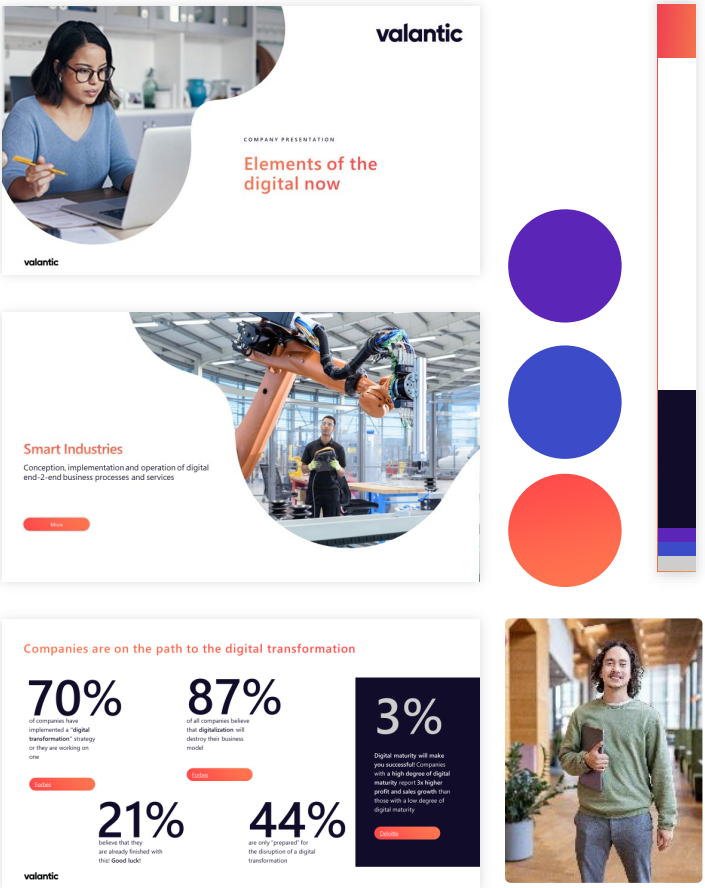 valantic
COMPANY PRESENTATION
Elements of the
digital now
valantic
Smart Industries
Conception, implementation and operation of digital
end-2-end business processes and services
More
Companies are on the path to the digital transformation
70%
of companies have
implemented a "digital
transformation" strategy
or they are working on
one
Forbes
87%
of all companies believe
that digitalization will
destroy their business
model
Forbes
3%
Digital maturity will make
you successful! Companies
with a high degree of digital
maturity report 3x higher
profit and sales growth than
those with a low degree of
digital maturity
Deloitte
21%
believe that they
are already finished with
this! Good luck!
44%
are only "prepared" for
the disruption of a digital
transformation
valantic